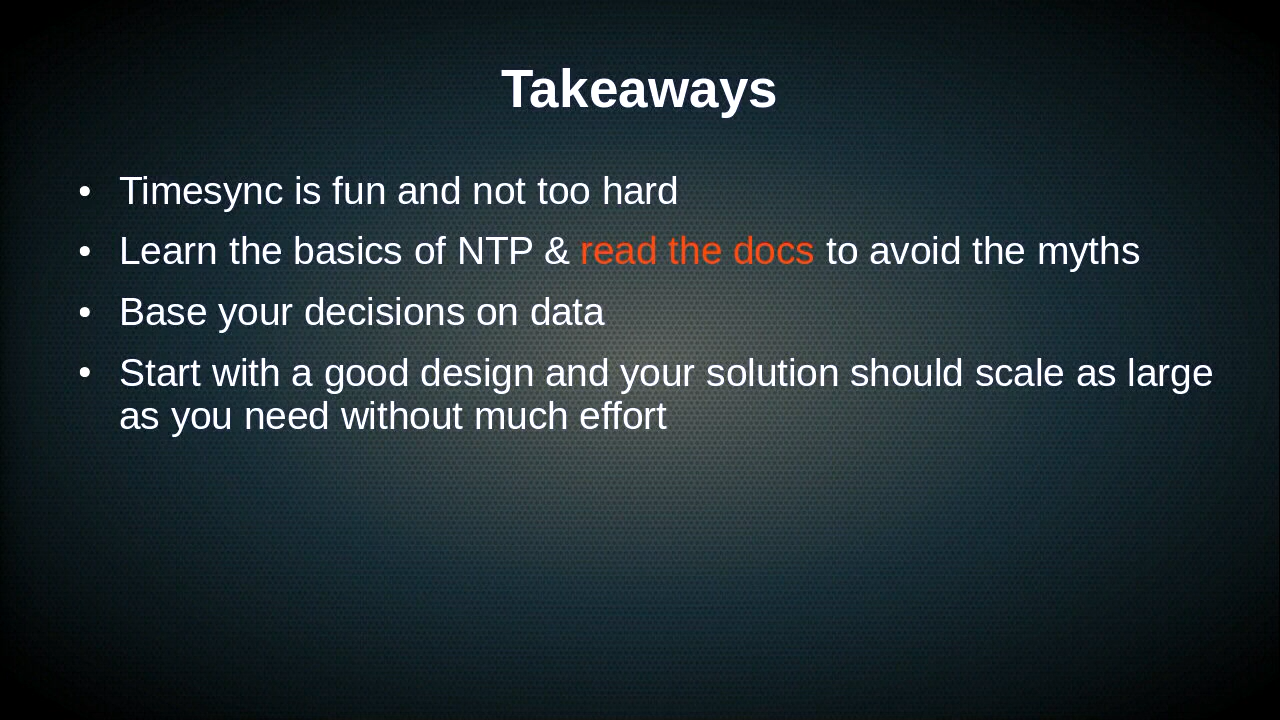 Takeaways
• Timesync is fun and not too hard
• Learn the basics of NTP & read the docs to avoid the myths
• Base your decisions on data
• Start with a good design and your solution should scale as large
as you need without much effort